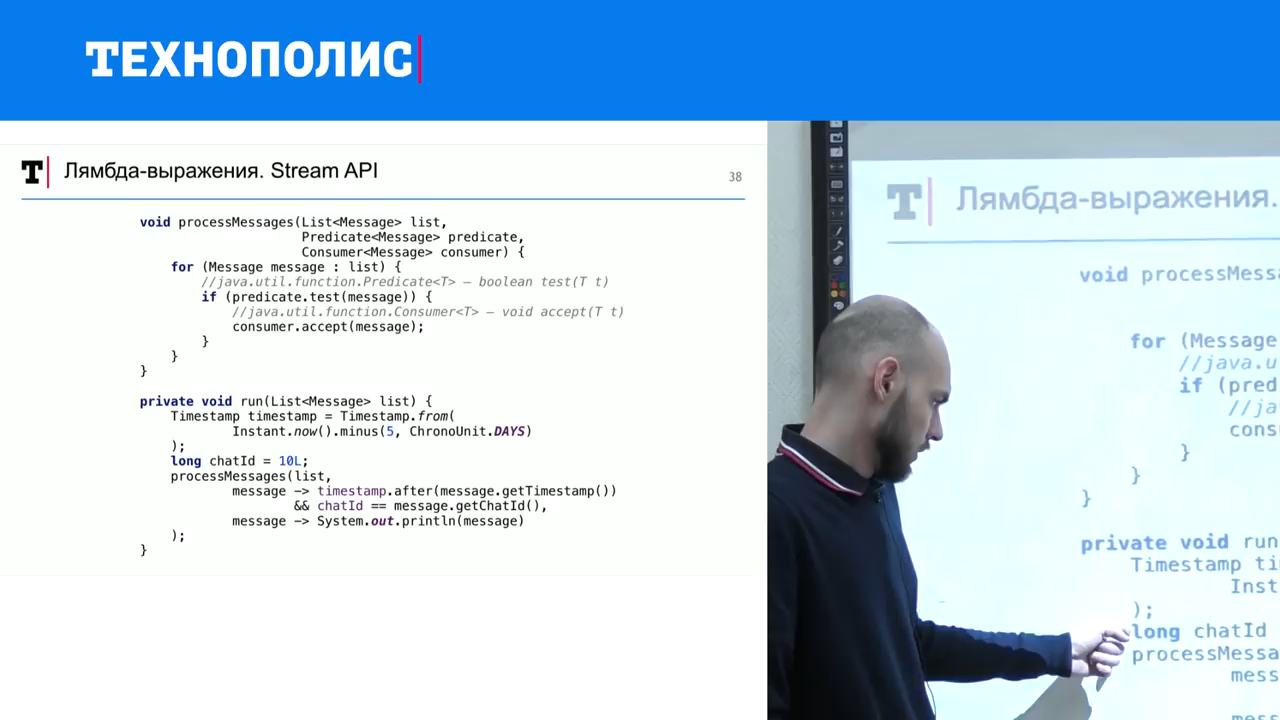 ТЕХНОПОЛИС
T Лямбда-выражения. Stream API
38
void processMessages(List<Message> list,
Predicate<Message> predicate,
Consumer<Message> consumer) {
for (Message message : list) {
//java.util.function.Predicate<T> – boolean test(T t)
if (predicate.test(message)) {
//java.util.function.Consumer<T> – void accept(T t)
consumer.accept(message);
}
}
}
private void run(List<Message> list) {
Timestamp timestamp = Timestamp.from(
Instant.now().minus(5, ChronoUnit.DAYS)
);
long chatId = 10L;
processMessages(list,
message -> timestamp.after(message.getTimestamp())
&& chatId == message.getChatId(),
message -> System.out.println(message)
);
}
T Лямбда-выражения.
void processMessa
for (Message
//java.u
if (pred
//ja
cons
}
}
}
private void run
Timestamp ti
Inst
);
long chatId
processMessa
mess
mess